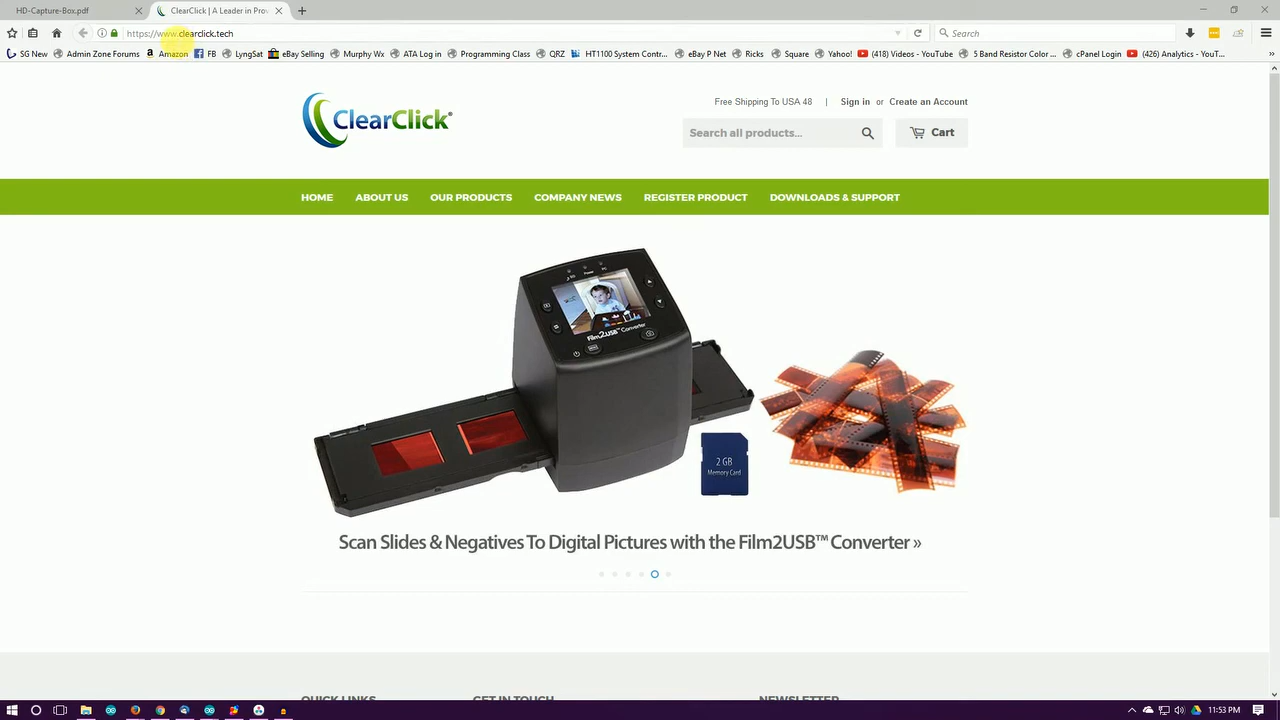 HD-Capture-Box.pdf
ClearClick | A Leader in Prov
https://www.clearclick.tech
Search
SG New
Admin Zone Forums
Amazon
FB
LyngSat
eBay Selling
Murphy Wx
ATA Log in
Programming Class
QRZ
HT1100 System Contr...
eBay P Net
Ricks
Square
Yahoo!
(418) Videos - YouTube
5 Band Resistor Color ...
cPanel Login
(426) Analytics - YouT...
ClearClick®
Free Shipping To USA 48 | Sign in or Create an Account
Search all products...
Cart
HOME
ABOUT US
OUR PRODUCTS
COMPANY NEWS
REGISTER PRODUCT
DOWNLOADS & SUPPORT
Power
PC
Film2USB™ Converter
2 GB
Memory Card
Scan Slides & Negatives To Digital Pictures with the Film2USB™ Converter »
QUICK LINKS
GET IN TOUCH
NEWSLETTER
11:53 PM